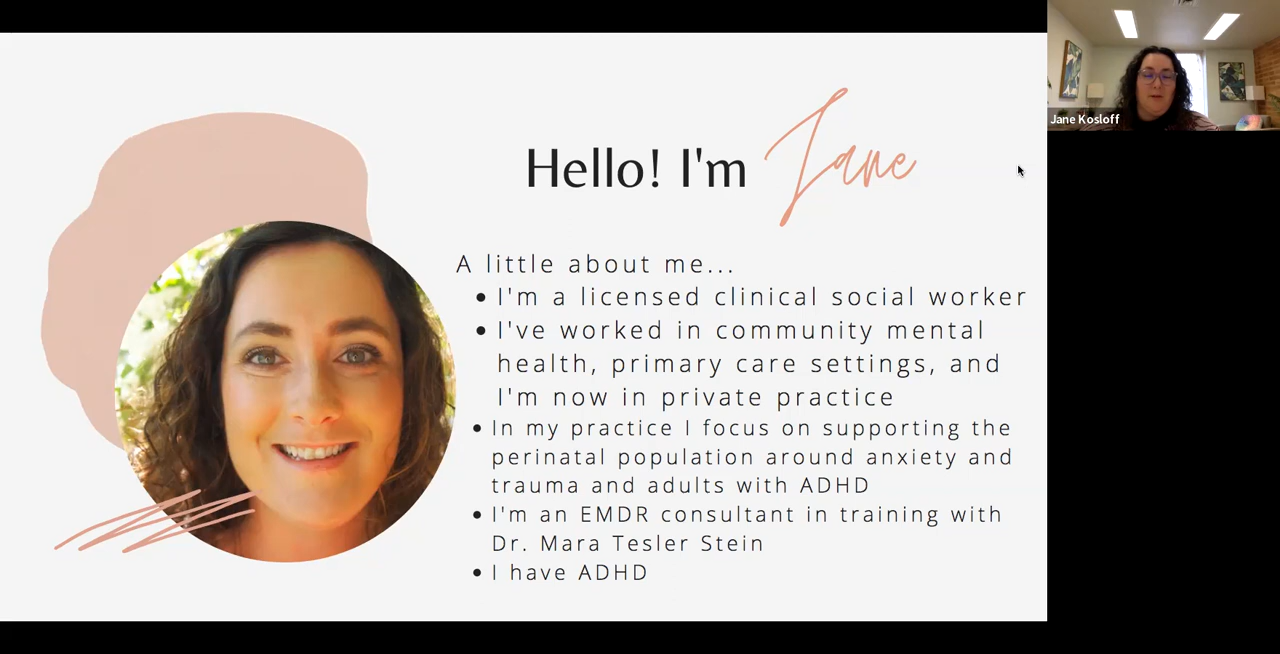 Hello! I'm Jane
A little about me...
• I'm a licensed clinical social worker
• I've worked in community mental
health, primary care settings, and
I'm now in private practice
• In my practice I focus on supporting the
perinatal population around anxiety and
trauma and adults with ADHD
• I'm an EMDR consultant in training with
Dr. Mara Tesler Stein
• I have ADHD
Jane Kosloff